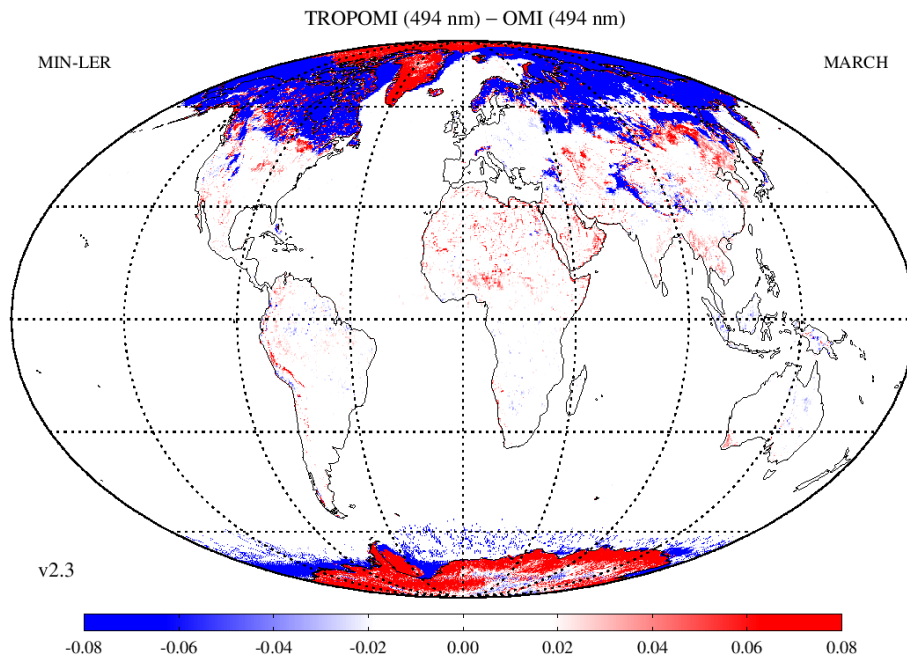 TROPOMI (494 nm) − OMI (494 nm)
MIN-LER
MARCH
v2.3
-0.08 -0.06 -0.04 -0.02 0.00 0.02 0.04 0.06 0.08